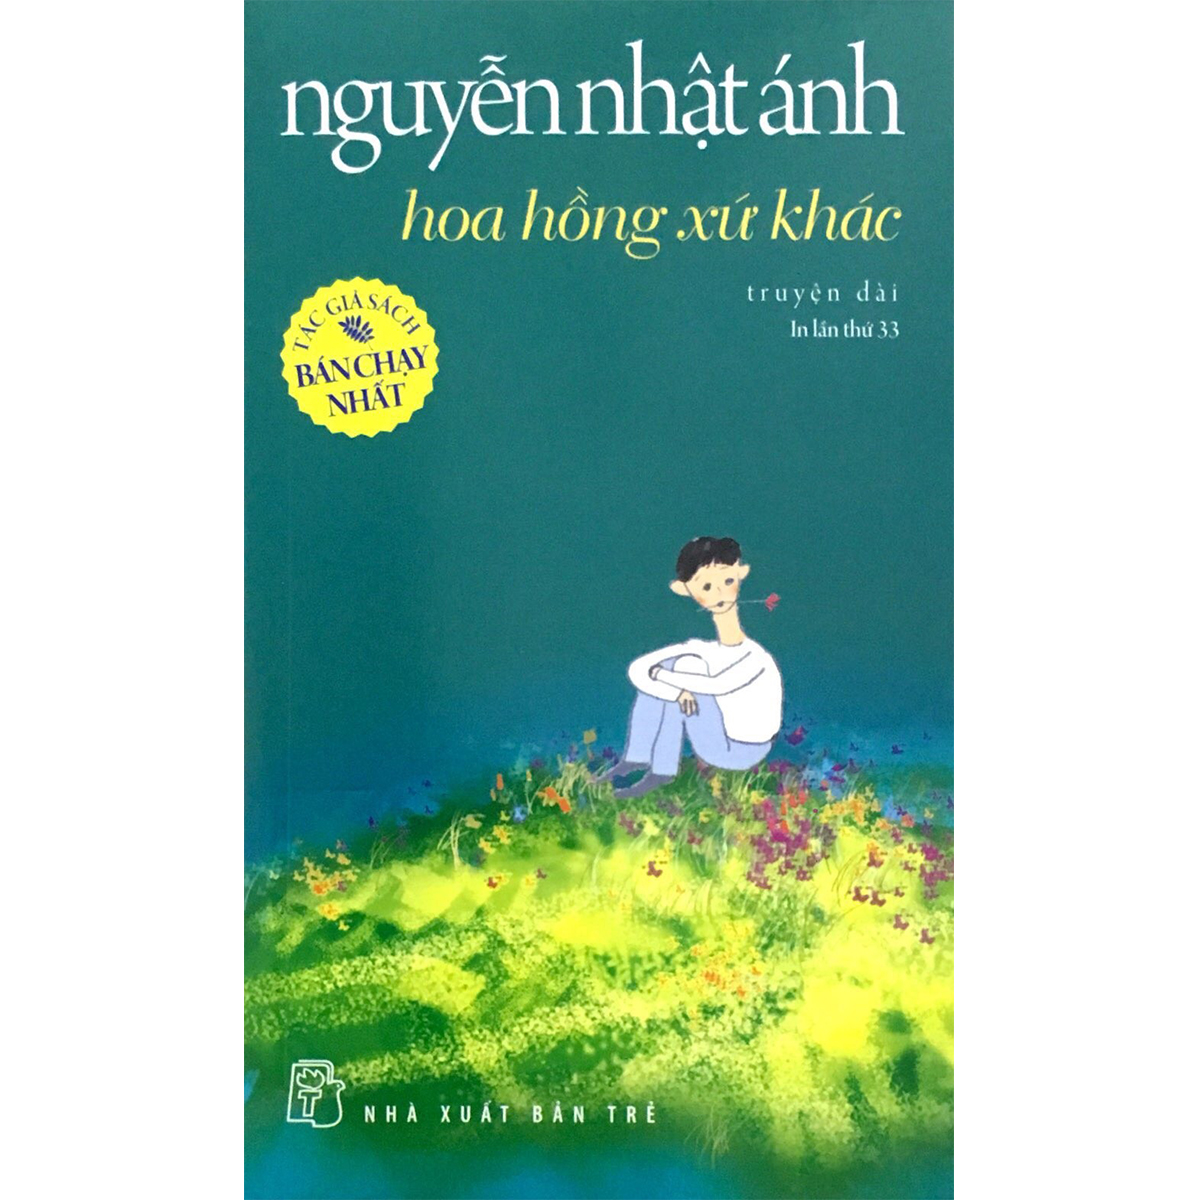 nguyễn nhật ánh
hoa hồng xứ khác
truyện dài
In lần thứ 33
TÁC GIẢ SÁCH
BÁN CHẠY
NHẤT
T
NHÀ XUẤT BẢN TRẺ